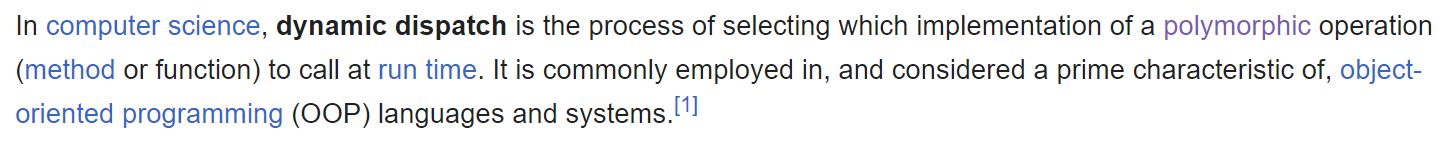 In computer science, dynamic dispatch is the process of selecting which implementation of a polymorphic operation
(method or function) to call at run time. It is commonly employed in, and considered a prime characteristic of, object-
oriented programming (OOP) languages and systems.[1]